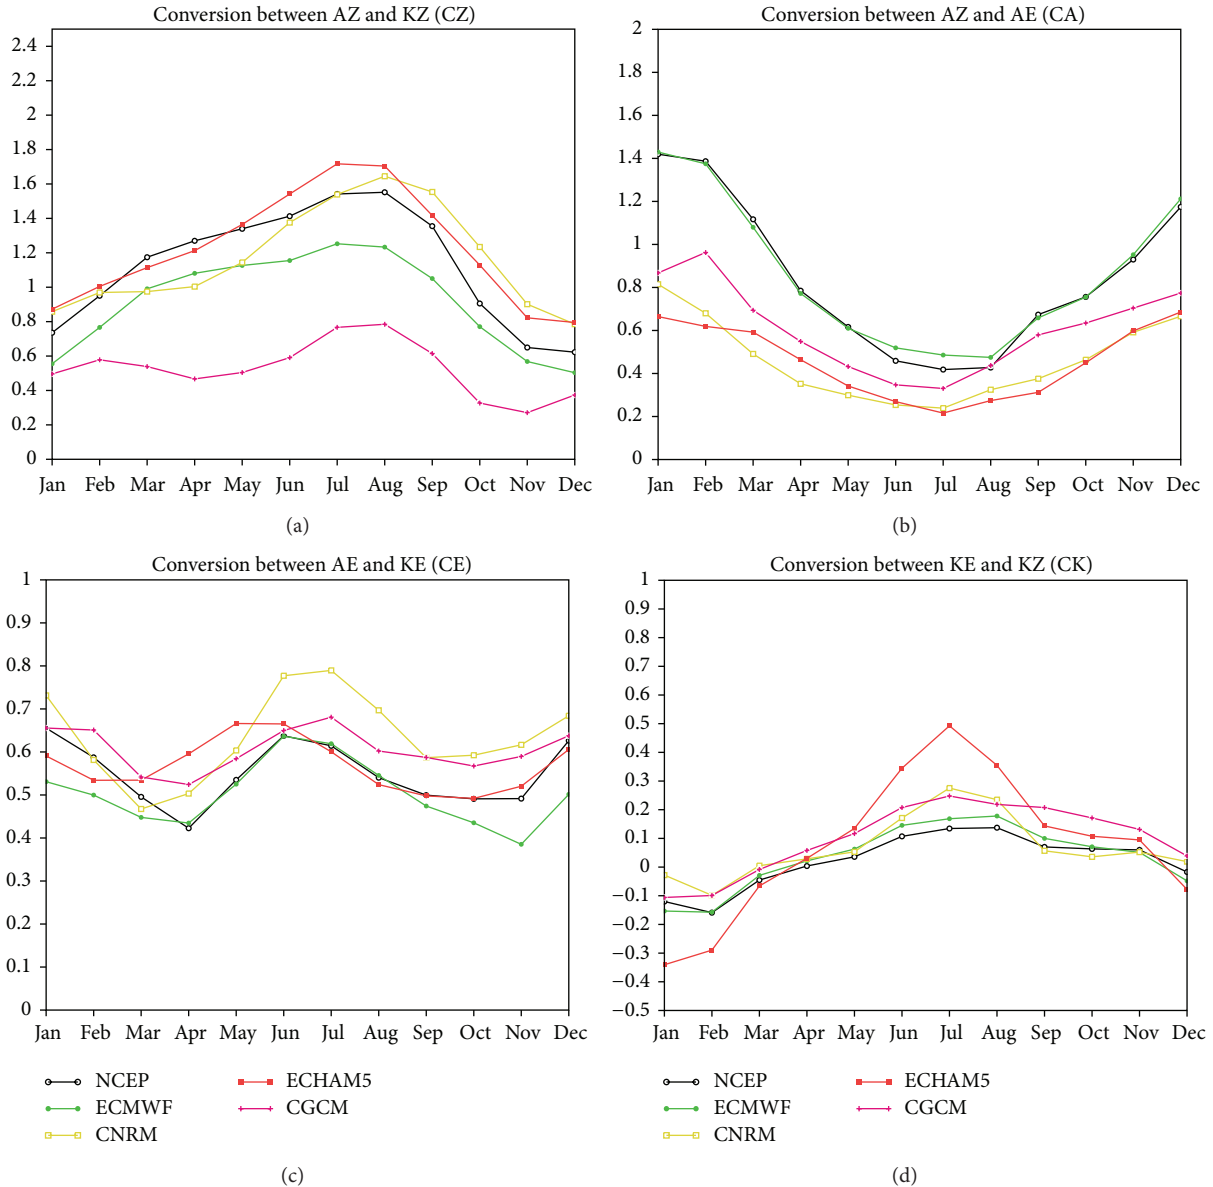 Conversion between AZ and KZ (CZ)
2.4
2.2
2
1.8
1.6
1.4
1.2
1
0.8
0.6
0.4
0.2
0
Jan Feb Mar Apr May Jun Jul Aug Sep Oct Nov Dec
(a)
Conversion between AZ and AE (CA)
2
1.8
1.6
1.4
1.2
1
0.8
0.6
0.4
0.2
0
Jan Feb Mar Apr May Jun Jul Aug Sep Oct Nov Dec
(b)
Conversion between AE and KE (CE)
1
0.9
0.8
0.7
0.6
0.5
0.4
0.3
0.2
0.1
0
Jan Feb Mar Apr May Jun Jul Aug Sep Oct Nov Dec
NCEP
ECMWF
CNRM
ECHAM5
CGCM
(c)
Conversion between KE and KZ (CK)
1
0.9
0.8
0.7
0.6
0.5
0.4
0.3
0.2
0.1
0
−0.1
−0.2
−0.3
−0.4
−0.5
Jan Feb Mar Apr May Jun Jul Aug Sep Oct Nov Dec
NCEP
ECMWF
CNRM
ECHAM5
CGCM
(d)